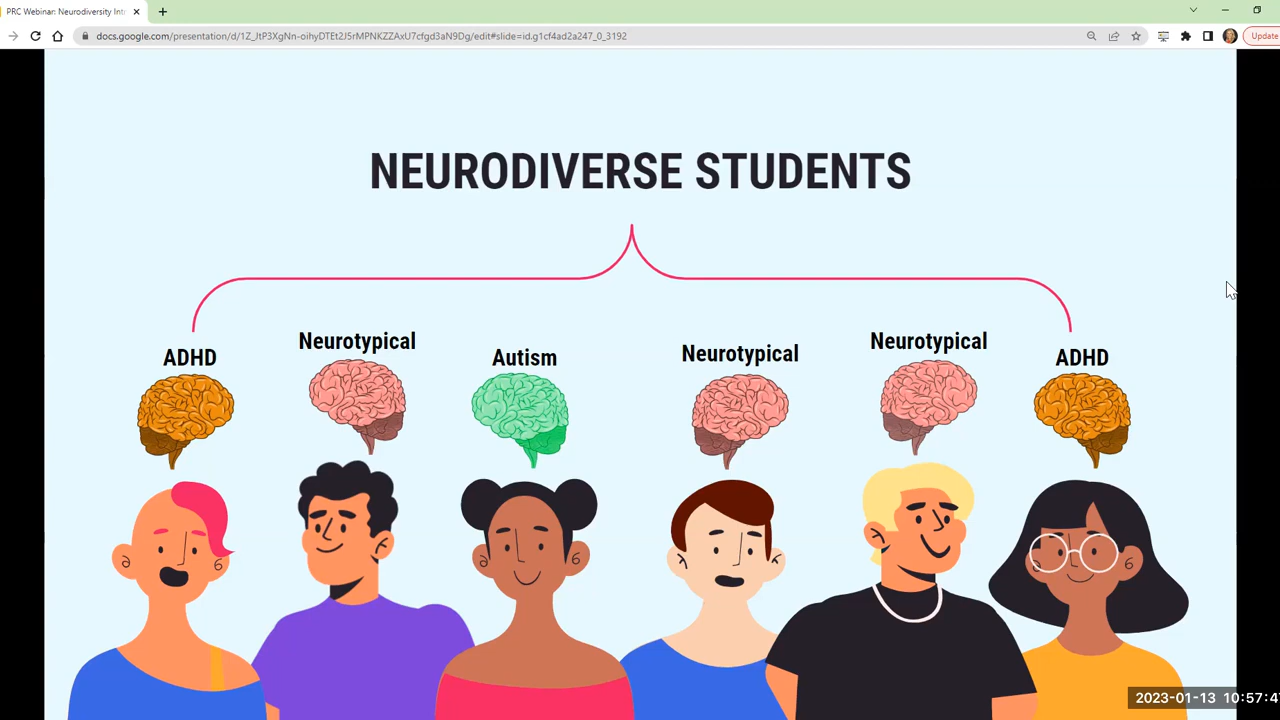 PRC Webinar: Neurodiversity Int
docs.google.com/presentation/d/1Z_JtP3XgNn-oihyDTEt2J5rMPNKZZAxU7cfgd3aN9Dg/edit#slide=id.g1cf4ad2a247_0_3192
Update
NEURODIVERSE STUDENTS
ADHD
Neurotypical
Autism
Neurotypical
Neurotypical
ADHD
2023-01-13 10:57:4